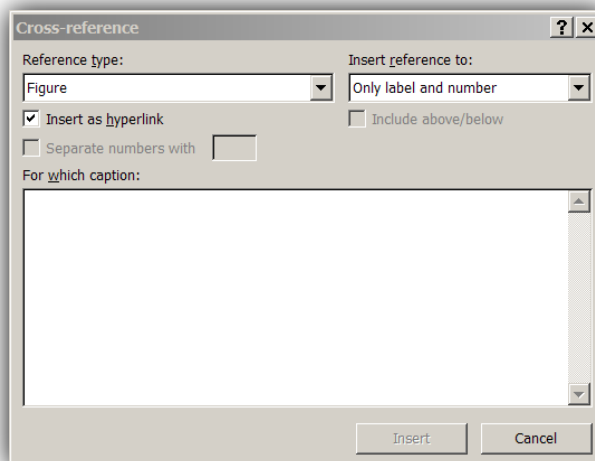 Cross-reference
Reference type:
Insert reference to:
Figure
Only label and number
Insert as hyperlink
Include above/below
Separate numbers with
For which caption:
Insert
Cancel